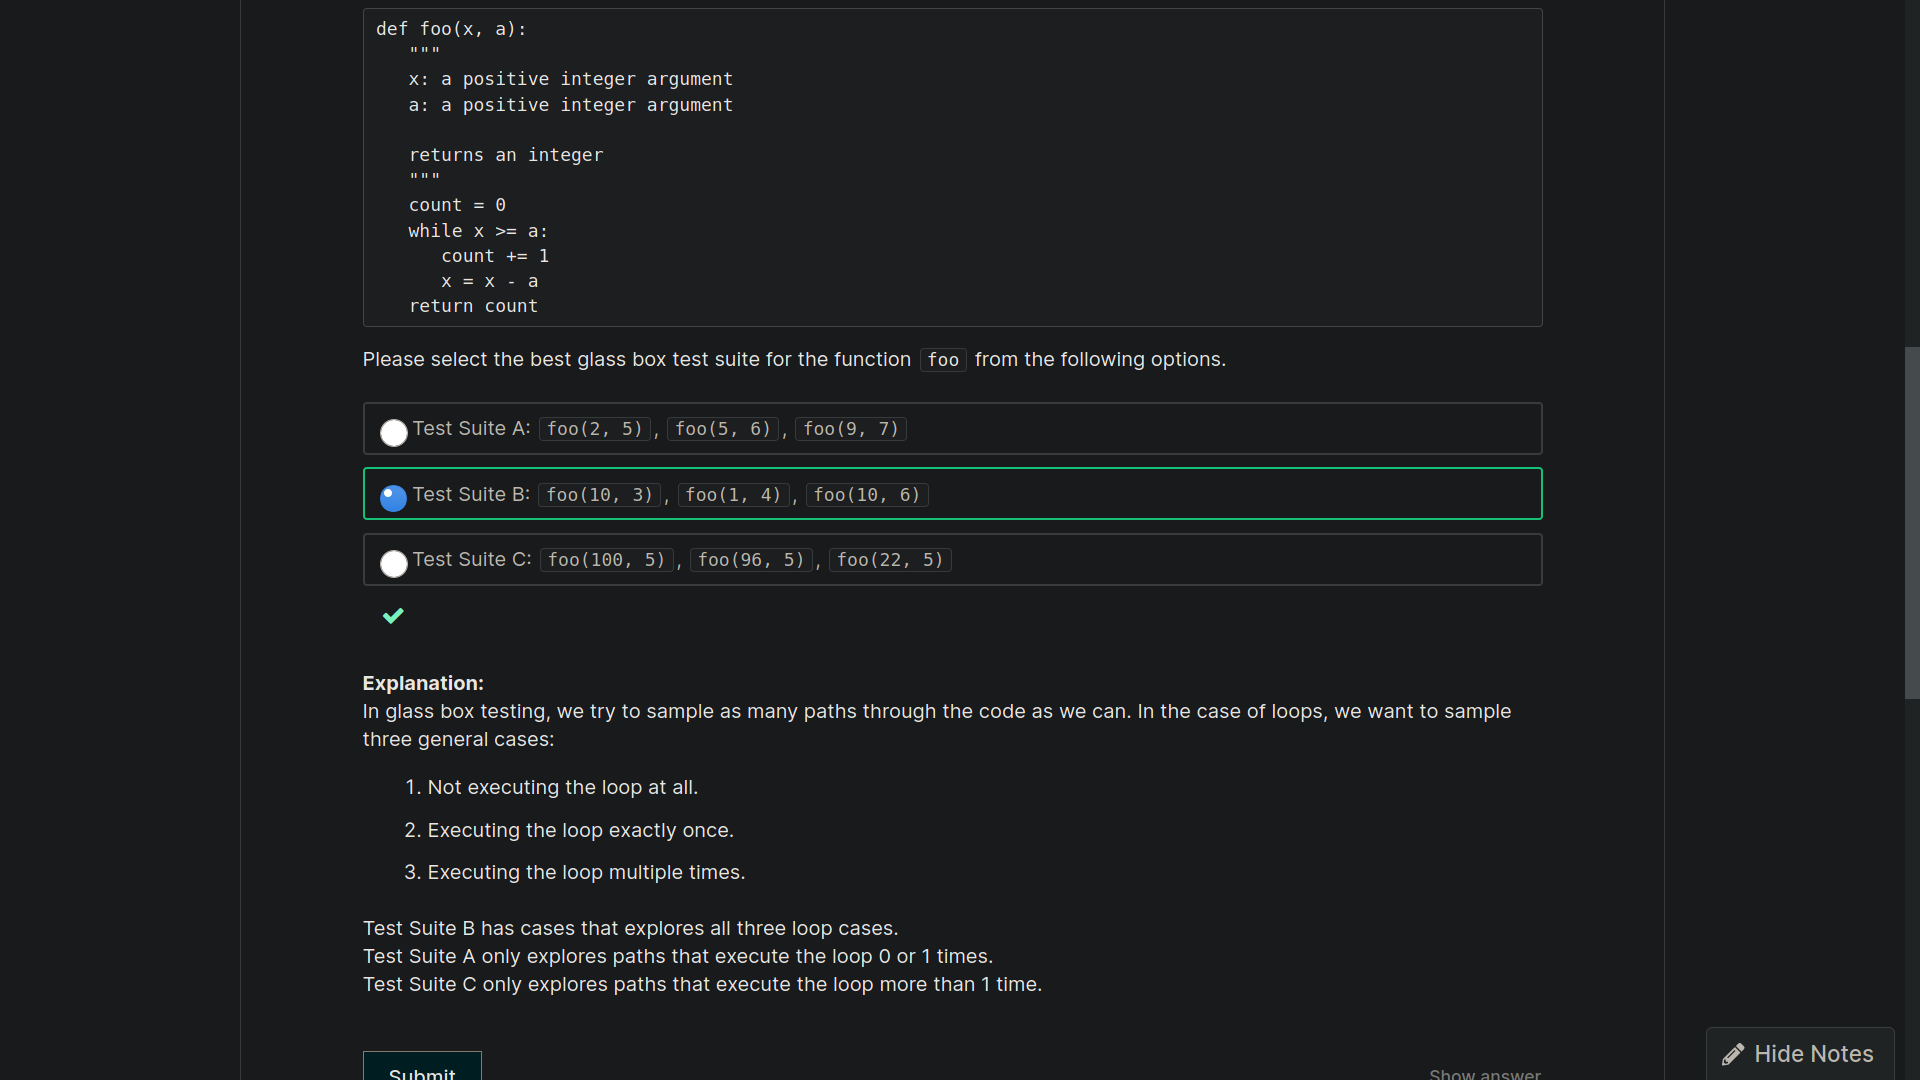 def foo(x, a):
   """
   x: a positive integer argument
   a: a positive integer argument

   returns an integer
   """
   count = 0
   while x >= a:
      count += 1
      x = x - a
   return count
Please select the best glass box test suite for the function foo from the following options.
Test Suite A: foo(2, 5), foo(5, 6), foo(9, 7)
Test Suite B: foo(10, 3), foo(1, 4), foo(10, 6)
Test Suite C: foo(100, 5), foo(96, 5), foo(22, 5)
Explanation:
In glass box testing, we try to sample as many paths through the code as we can. In the case of loops, we want to sample
three general cases:
1. Not executing the loop at all.
2. Executing the loop exactly once.
3. Executing the loop multiple times.
Test Suite B has cases that explores all three loop cases.
Test Suite A only explores paths that execute the loop 0 or 1 times.
Test Suite C only explores paths that execute the loop more than 1 time.
Submit
Show answer
Hide Notes